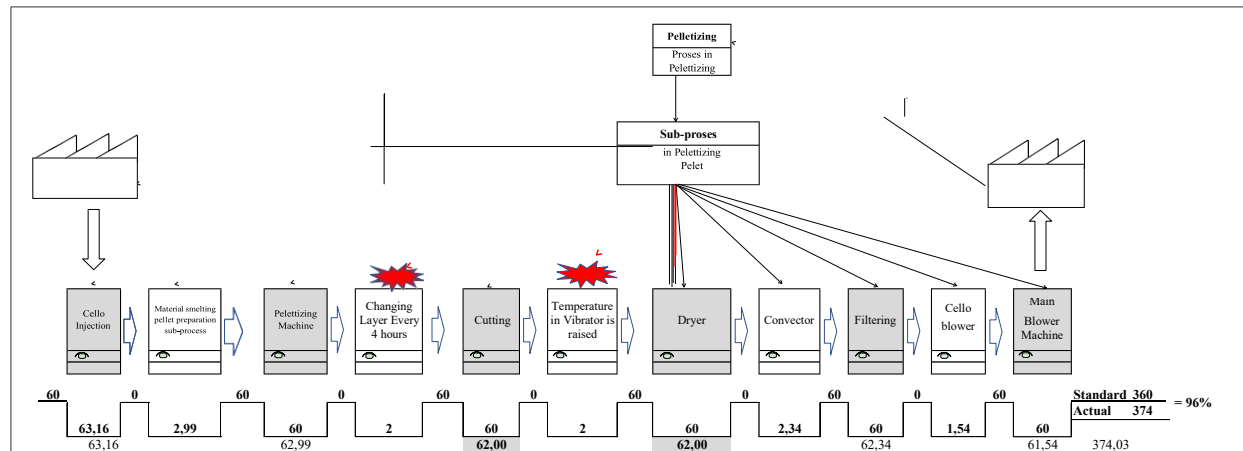 Pelletizing
Proses in
Pelettizing
Sub-proses
in Pelettizing
Pelet
Cello
Injection
Material smelting
pellet preparation
sub-process
Pelettizing
Machine
Changing
Layer Every
4 hours
Cutting
Temperature
in Vibrator is
raised
Dryer
Convector
Filtering
Cello
blower
Main
Blower
Machine
60 0 60 0 60 0 60 0 60 0 60 0 60
Standard 360
Actual 374
= 96%
63,16 2,99 60 2 60 2 60 2,34 60 1,54 60
63,16 62,99 62,00 62,00 62,34 61,54 374,03